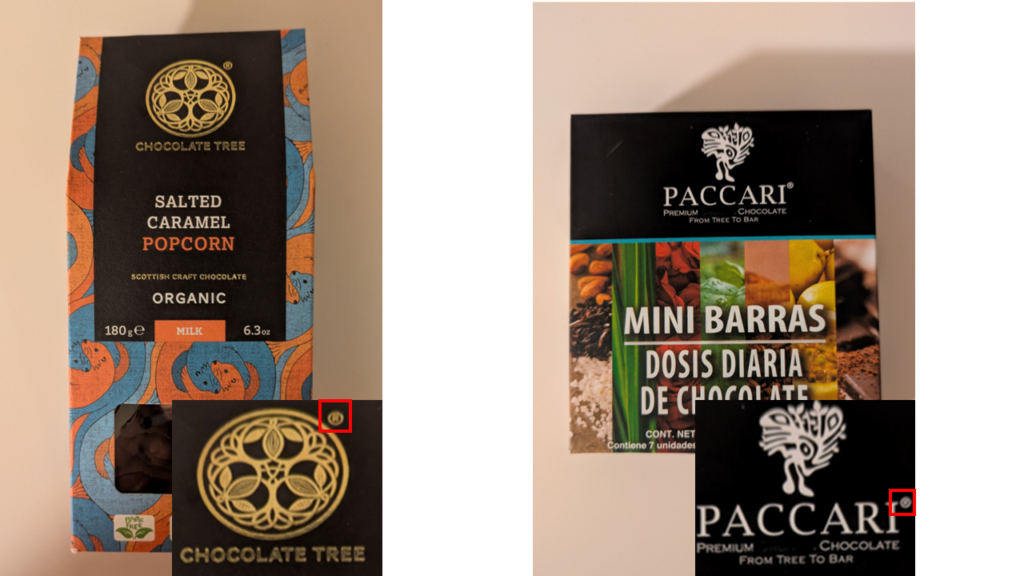 ®
CHOCOLATE TREE
SALTED
CARAMEL
POPCORN
SCOTTISH CRAFT CHOCOLATE
ORGANIC
180g e
MILK
6.3oz
®
CHOCOLATE TREE
PACCARI®
PREMIUM CHOCOLATE
FROM TREE TO BAR
MINI BARRAS
DOSIS DIARIA
DE CHOCOLATE
CONT. NET
Contiene 7 unidades
PACCARI®
PREMIUM CHOCOLATE
FROM TREE TO BAR